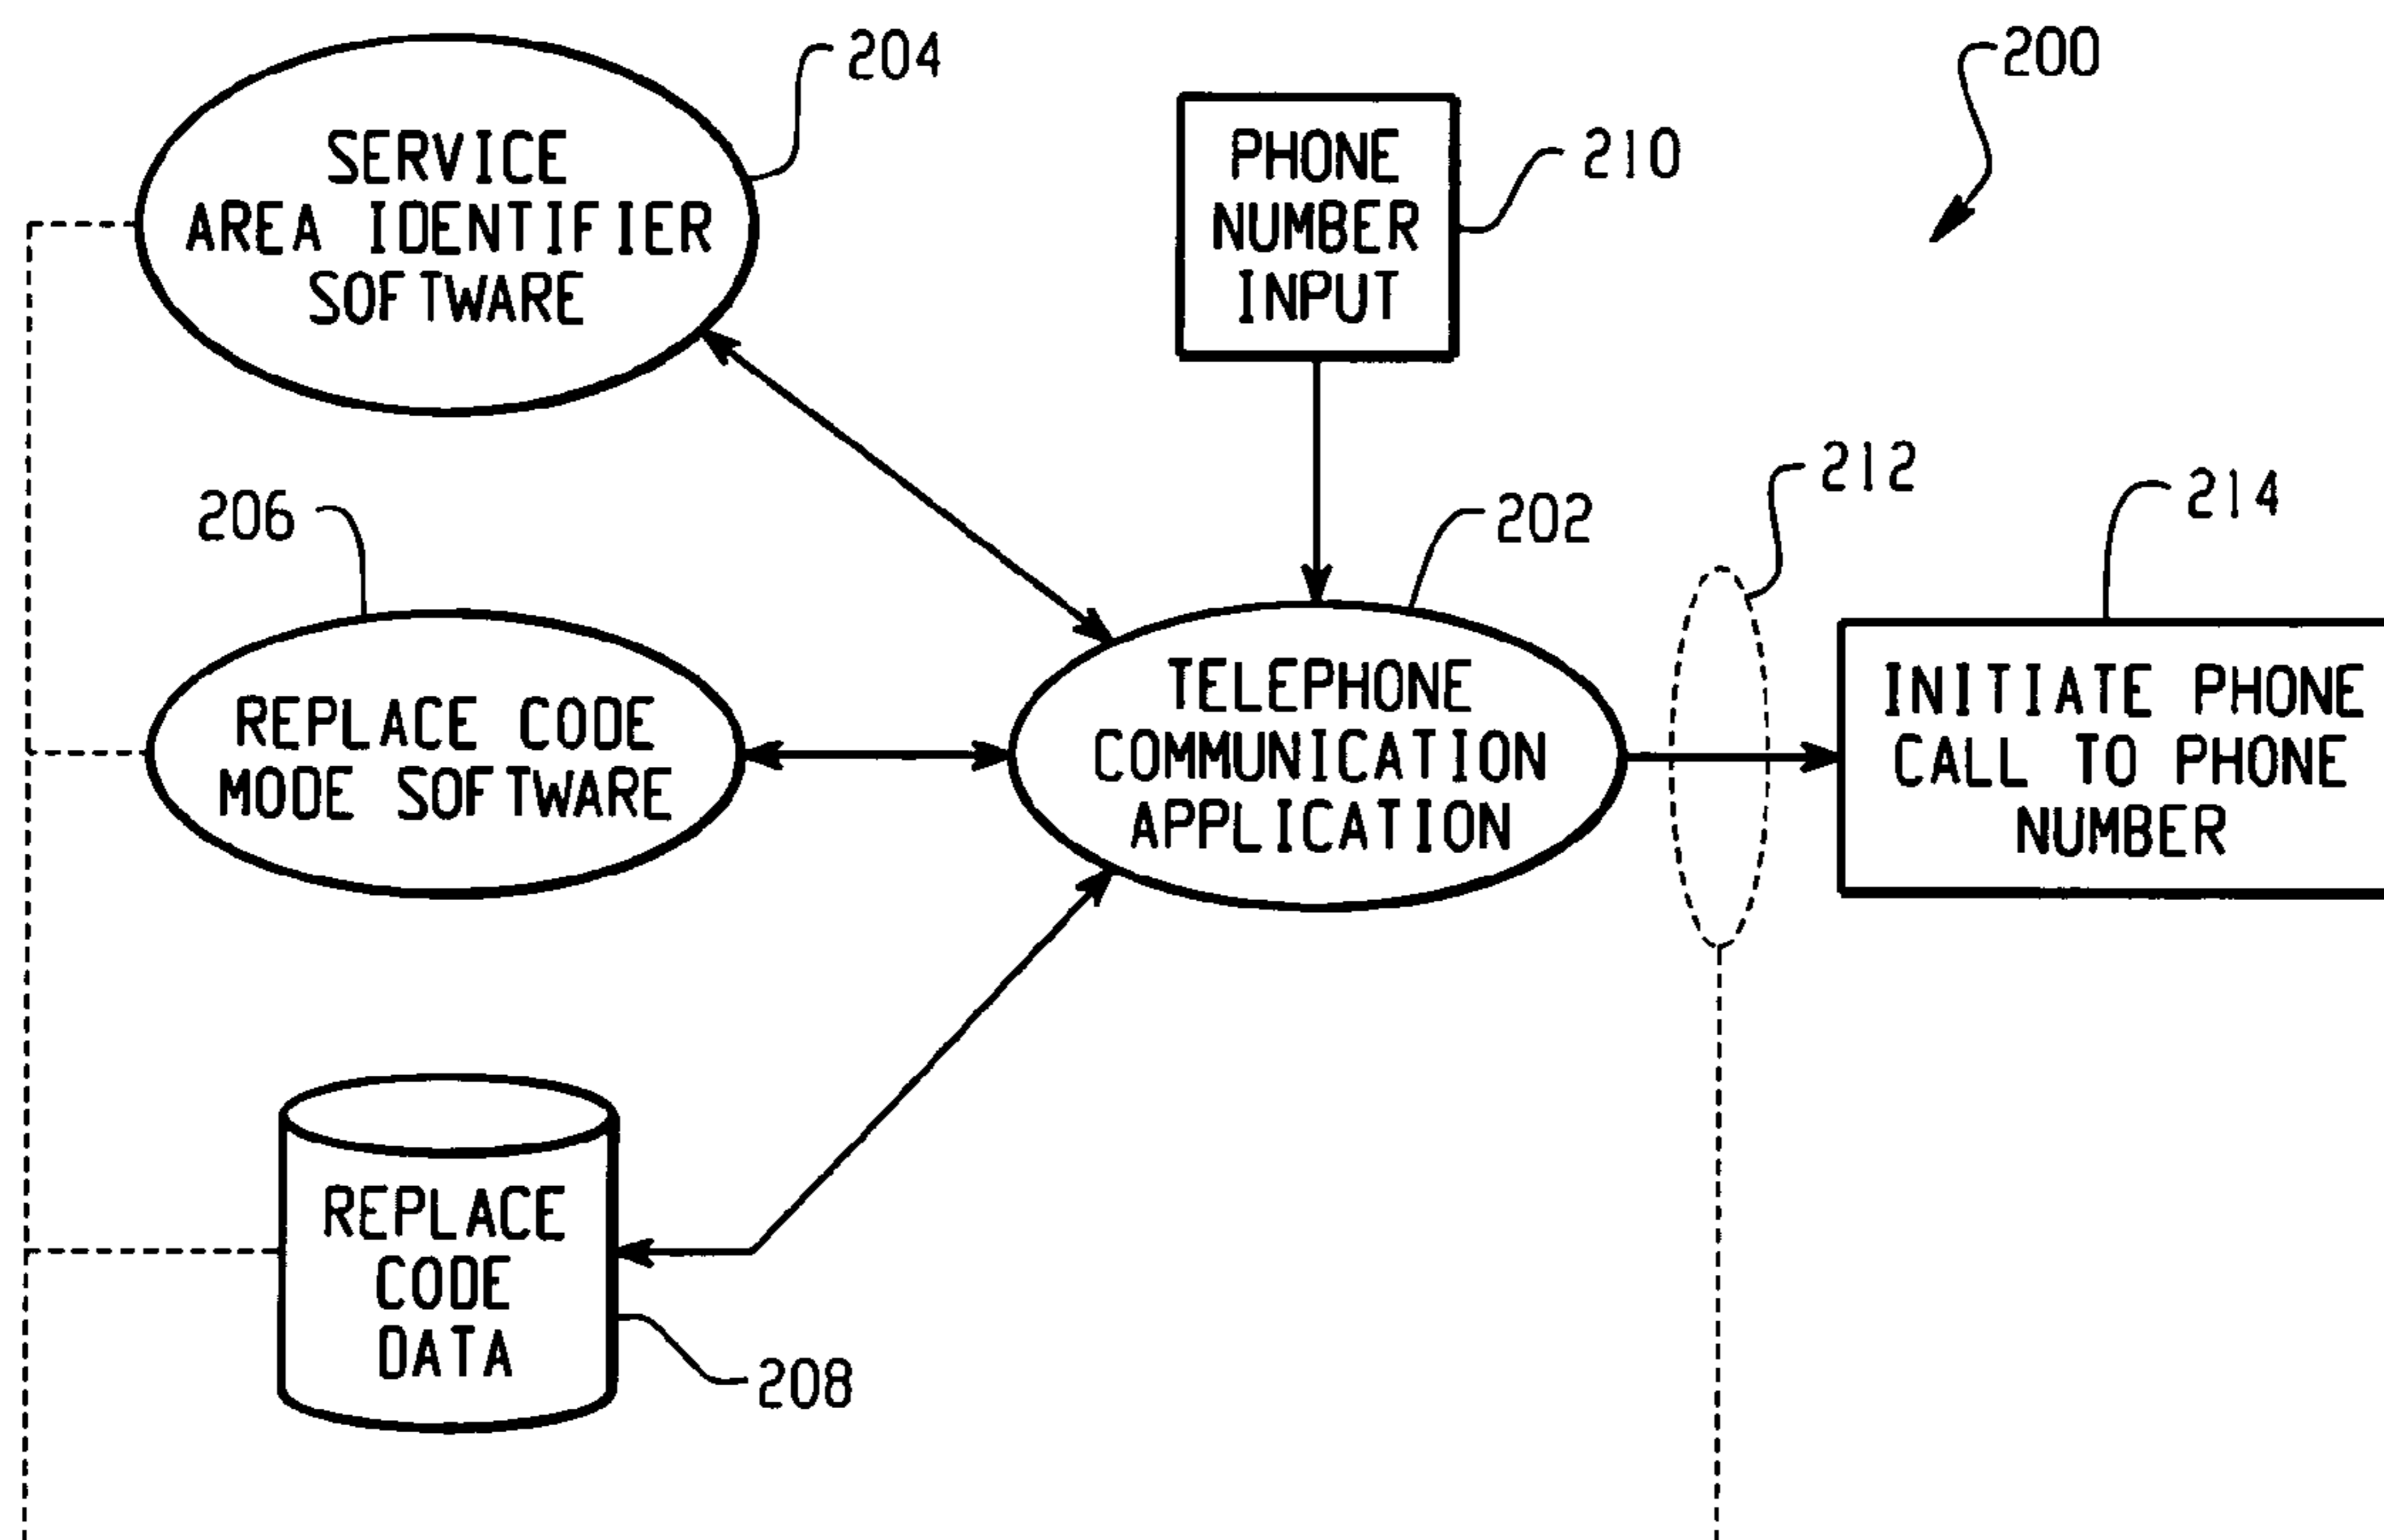 204
200
SERVICE
AREA IDENTIFIER
SOFTWARE
PHONE
NUMBER
INPUT
210
206
202
212
214
REPLACE CODE
MODE SOFTWARE
TELEPHONE
COMMUNICATION
APPLICATION
INITIATE PHONE
CALL TO PHONE
NUMBER
REPLACE
CODE
DATA
208